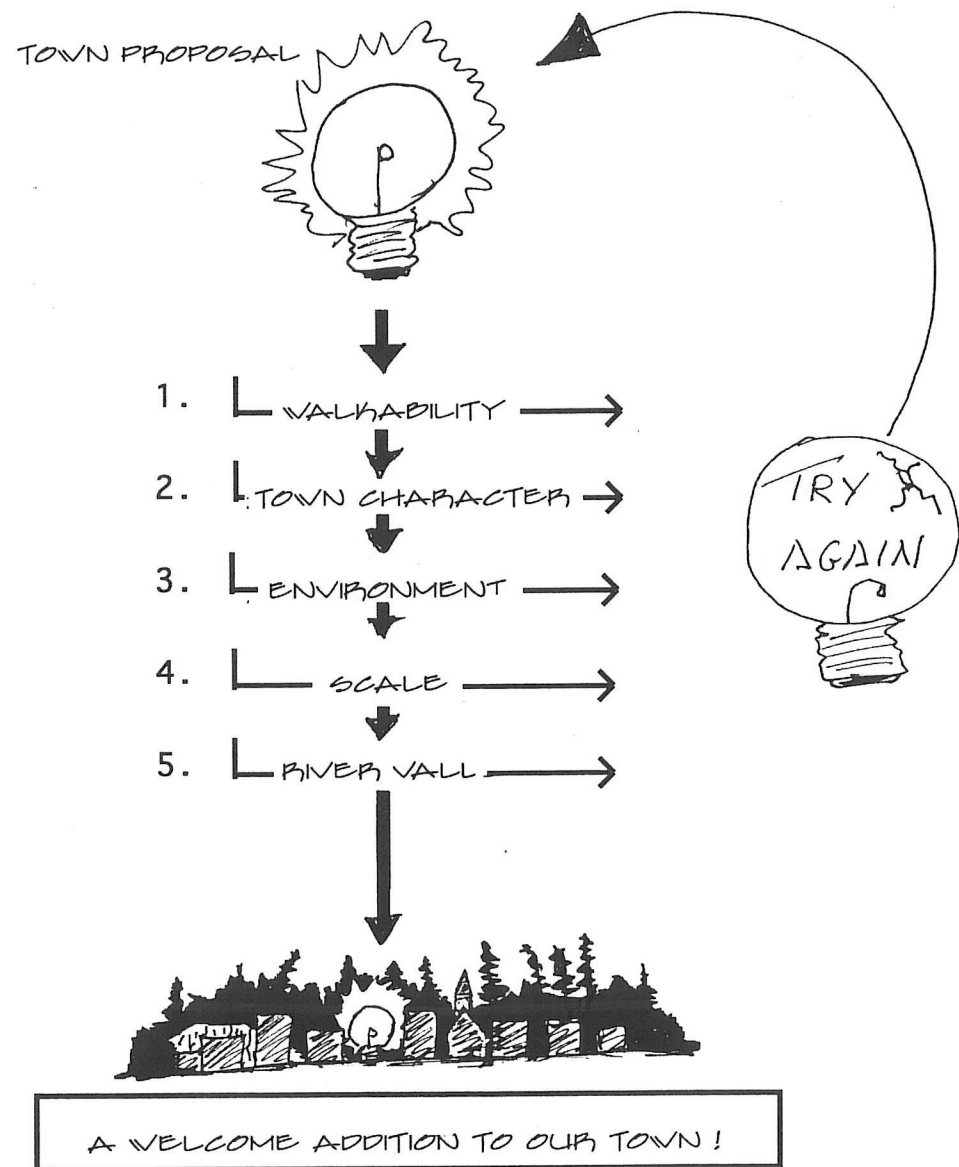 TOWN PROPOSAL
1. WALKABILITY
2. TOWN CHARACTER
3. ENVIRONMENT
4. SCALE
5. RIVER VALL
TRY
AGAIN
A WELCOME ADDITION TO OUR TOWN!